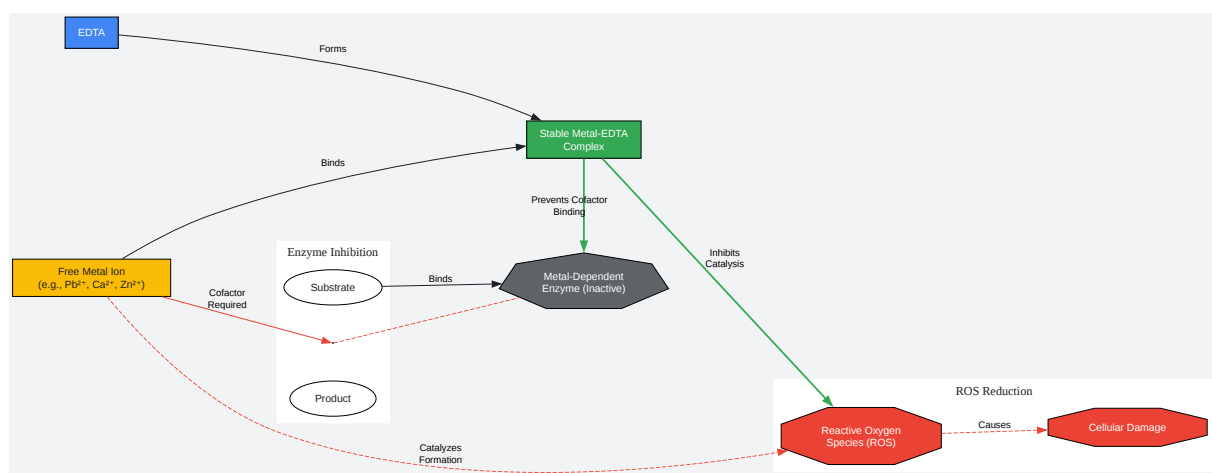 EDTA
Forms
Stable Metal-EDTA
Complex
Binds
Prevents Cofactor
Binding
Enzyme Inhibition
Inhibits
Catalysis
Free Metal Ion
(e.g., Pb²⁺, Ca²⁺, Zn²⁺)
Substrate
Binds
Metal-Dependent
Enzyme (Inactive)
Cofactor
Required
Product
ROS Reduction
Reactive Oxygen
Species (ROS)
Causes
Cellular Damage
Catalyzes
Formation